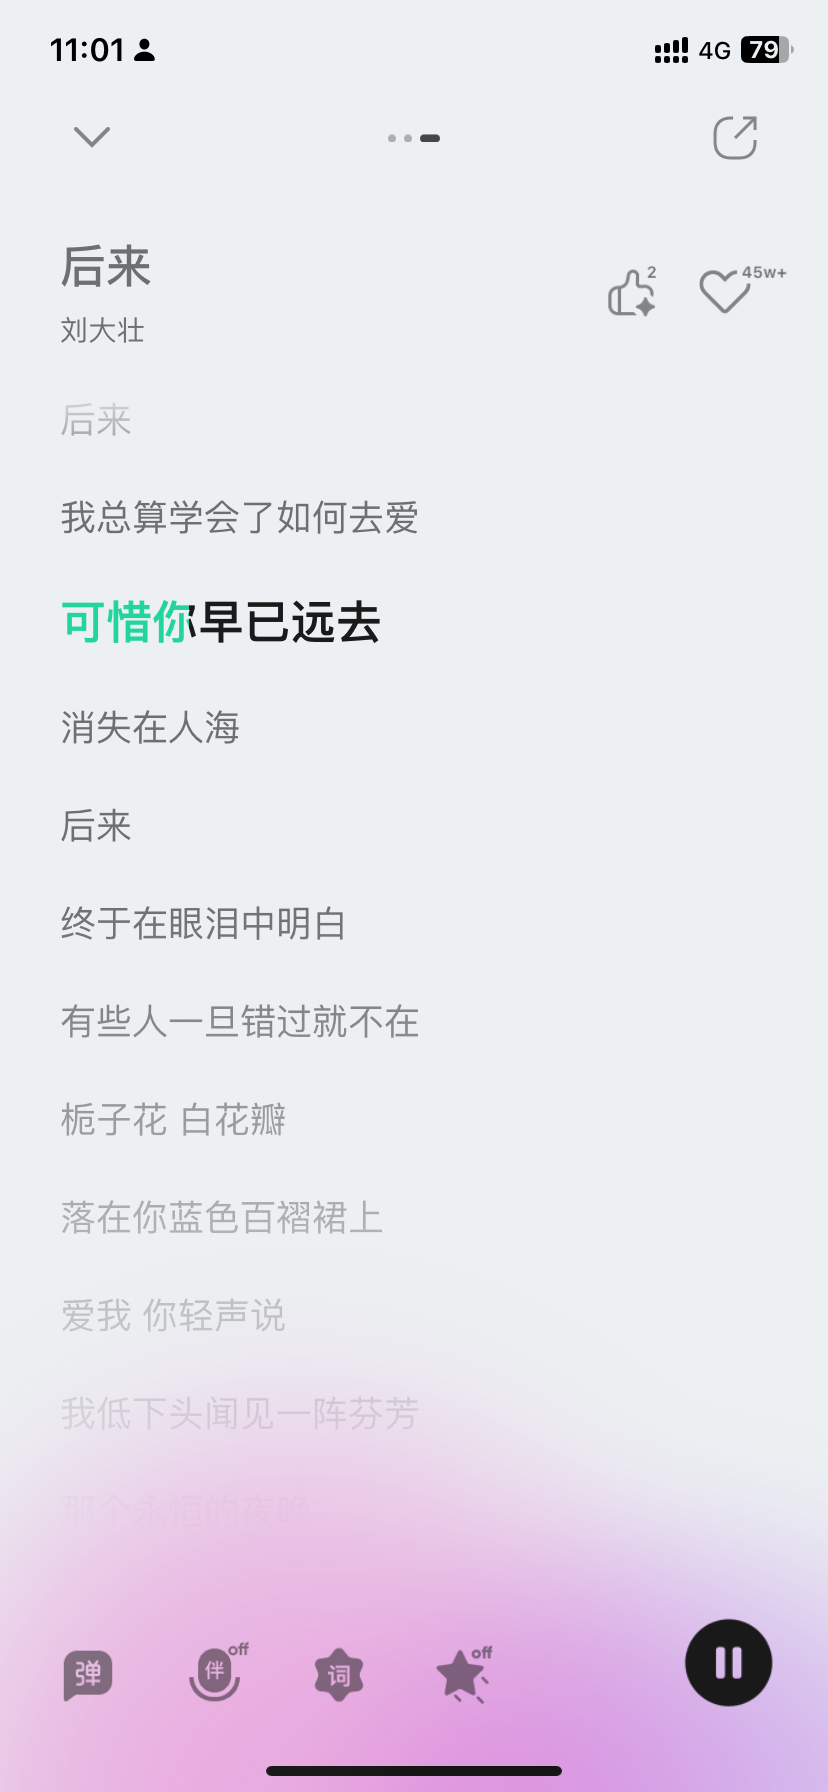 11:01
4G 79
后来
2
45w+
刘大壮
后来
我总算学会了如何去爱
可惜你早已远去
消失在人海
后来
终于在眼泪中明白
有些人一旦错过就不在
栀子花 白花瓣
落在你蓝色百褶裙上
爱我 你轻声说
我低下头闻见一阵芬芳
那个永恒的夜晚
弹
伴 off
词
off